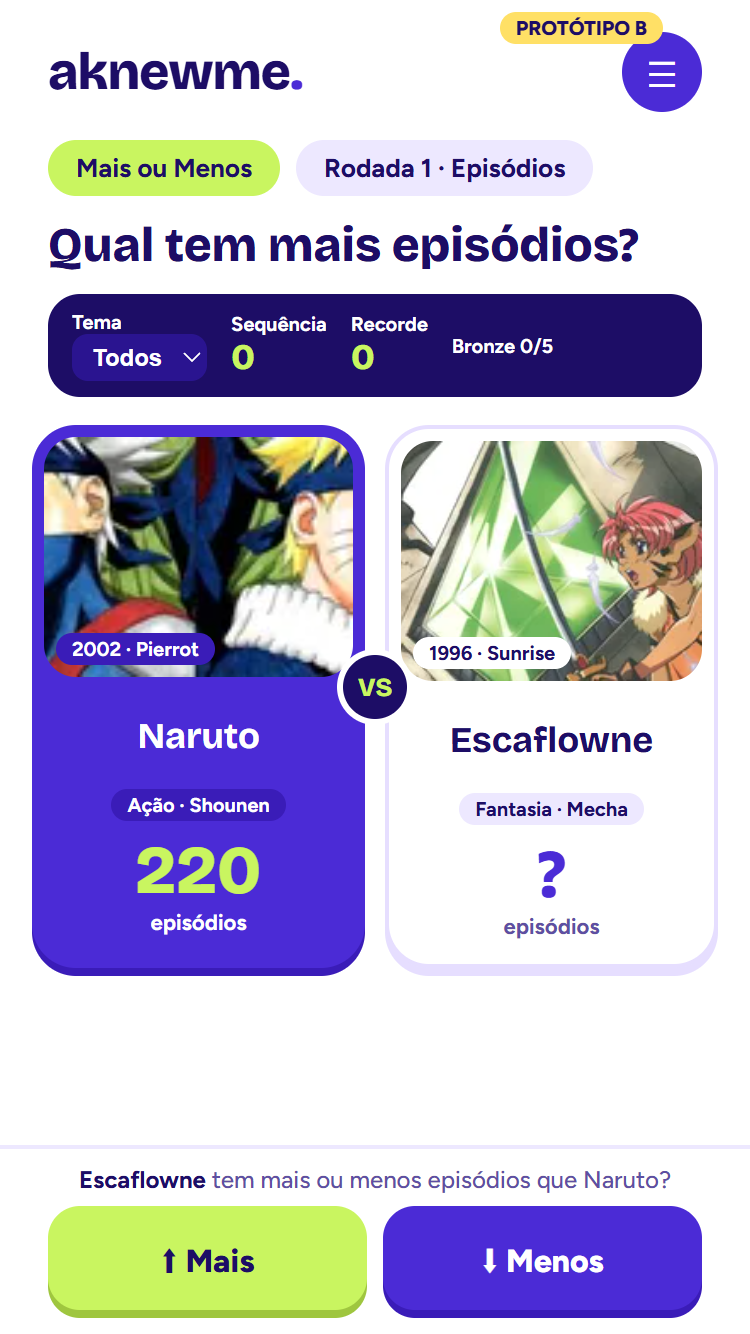 PROTÓTIPO B
aknewme.
☰
Mais ou Menos
Rodada 1 · Episódios
Qual tem mais episódios?
Tema
Todos
Sequência
0
Recorde
0
Bronze 0/5
2002 · Pierrot
1996 · Sunrise
VS
Naruto
Escaflowne
Ação · Shounen
Fantasia · Mecha
220
?
episódios
episódios
Escaflowne tem mais ou menos episódios que Naruto?
⬆ Mais
⬇ Menos